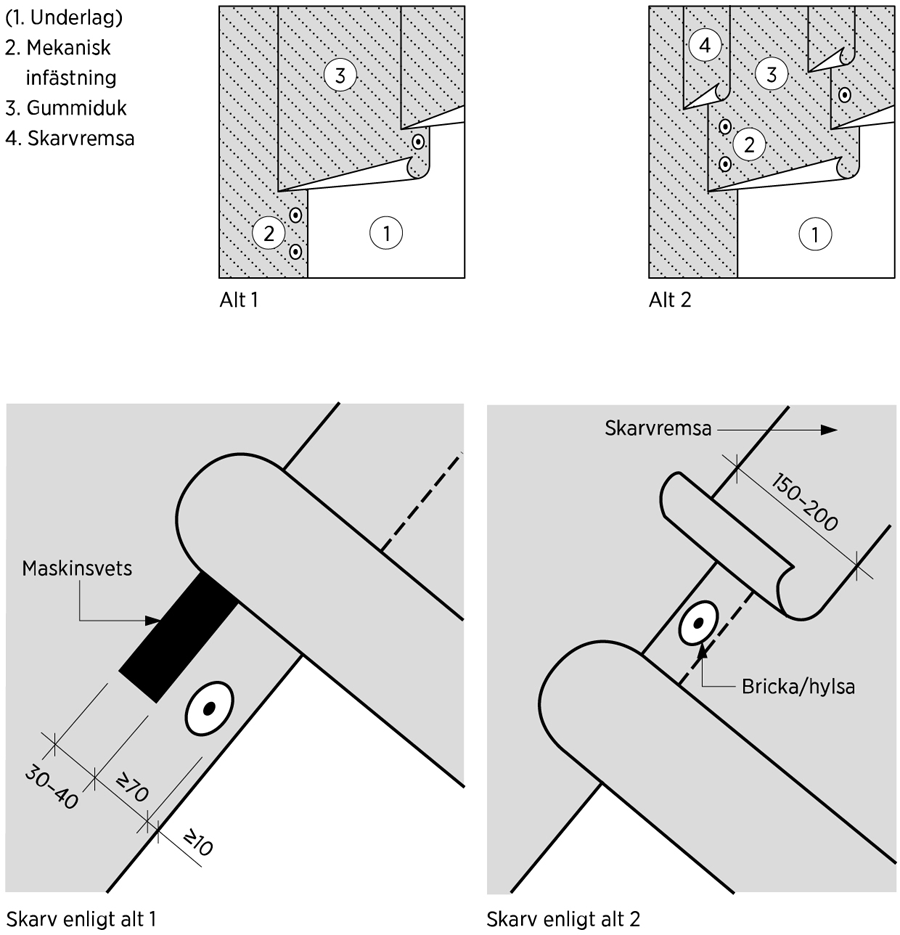 (1. Underlag)
2. Mekanisk
infästning
3. Gummiduk
4. Skarvremsa
3
2
1
Alt 1
4
3
2
1
Alt 2
Maskinsvets
30–40
≥70
≥10
Skarv enligt alt 1
Skarvremsa
150–200
Bricka/hylsa
Skarv enligt alt 2